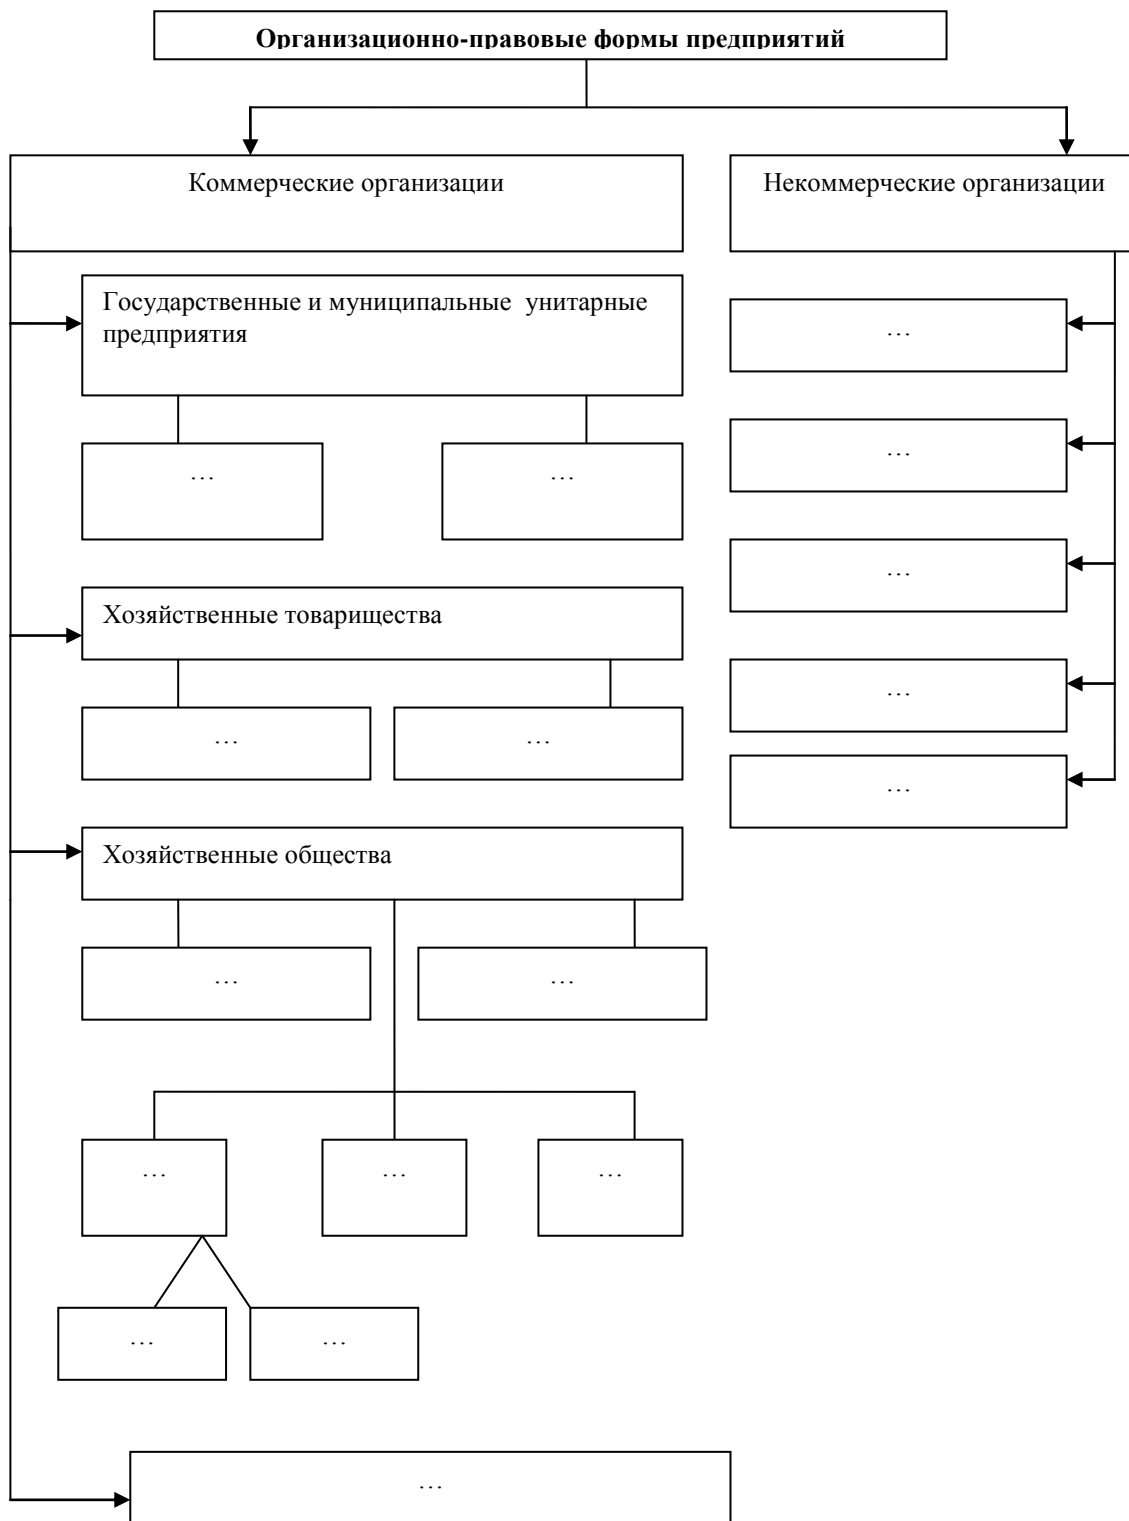 Организационно-правовые формы предприятий
Коммерческие организации
Некоммерческие организации
Государственные и муниципальные унитарные
предприятия
…
…
…
…
…
Хозяйственные товарищества
…
…
…
…
Хозяйственные общества
…
…
…
…
…
…
…
…